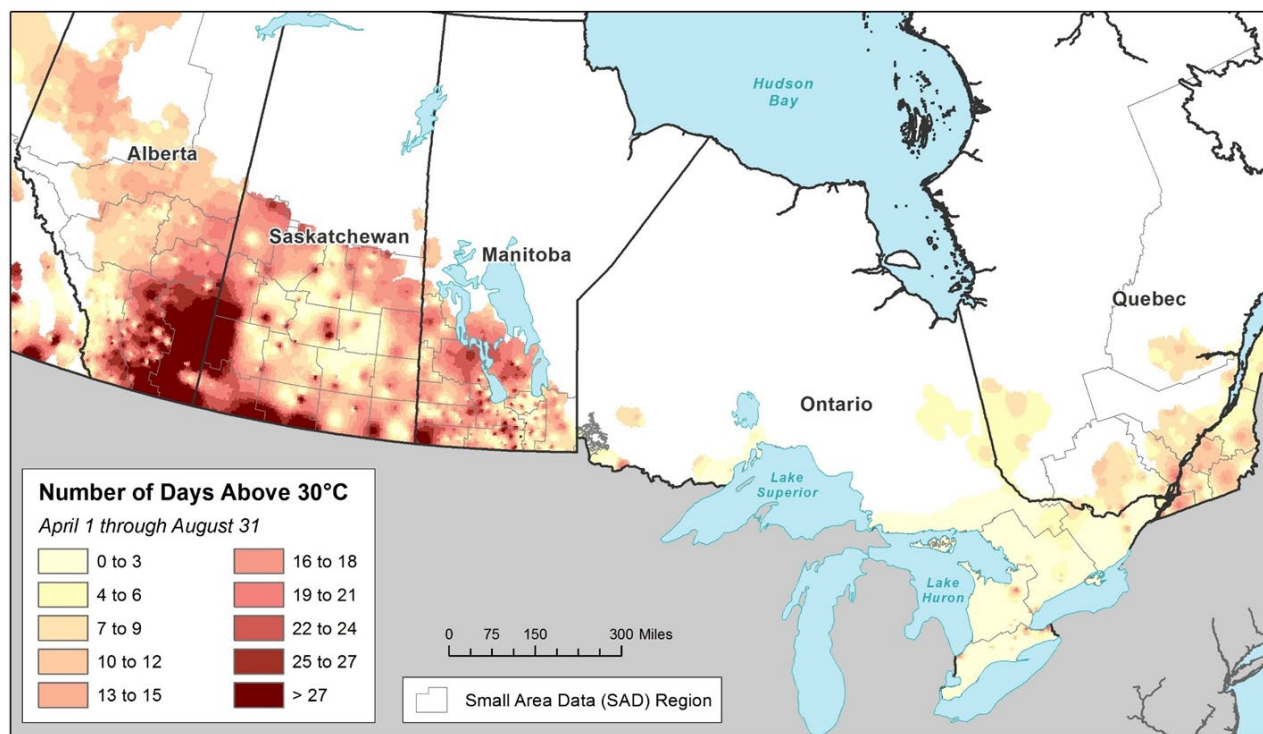 Hudson
Bay
Alberta
Saskatchewan
Manitoba
Quebec
Ontario
Lake
Superior
Lake
Huron
Number of Days Above 30°C
April 1 through August 31
0 to 3
4 to 6
7 to 9
10 to 12
13 to 15
16 to 18
19 to 21
22 to 24
25 to 27
> 27
0 75 150 300 Miles
Small Area Data (SAD) Region